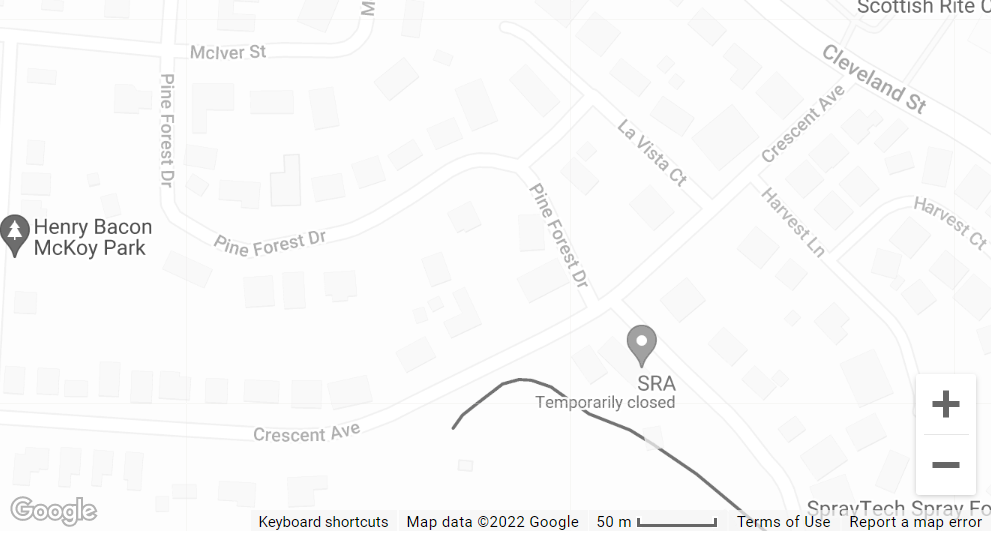 Scottish Rite C
M
McIver St
Cleveland St
Pine Forest Dr
Crescent Ave
La Vista Ct
Henry Bacon
McKoy Park
Pine Forest Dr
Pine Forest Dr
Harvest Ln
Harvest Ct
SRA
Temporarily closed
Crescent Ave
Google
SprayTech Spray Fo
Keyboard shortcuts
Map data ©2022 Google
50 m
Terms of Use
Report a map error